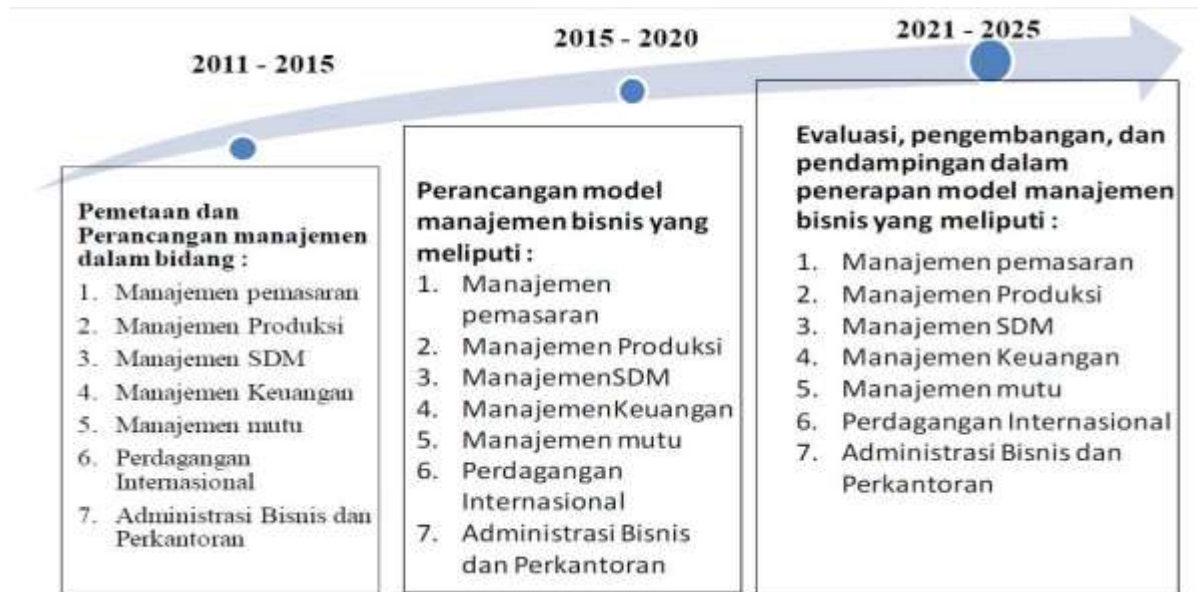 2011 - 2015
Pemetaan dan
Perancangan manajemen
dalam bidang :
1. Manajemen pemasaran
2. Manajemen Produksi
3. Manajemen SDM
4. Manajemen Keuangan
5. Manajemen mutu
6. Perdagangan
Internasional
7. Administrasi Bisnis dan
Perkantoran
2015 - 2020
Perancangan model
manajemen bisnis yang
meliputi :
1. Manajemen
pemasaran
2. Manajemen Produksi
3. ManajemenSDM
4. ManajemenKeuangan
5. Manajemen mutu
6. Perdagangan
Internasional
7. Administrasi Bisnis
dan Perkantoran
2021 - 2025
Evaluasi, pengembangan, dan
pendampingan dalam
penerapan model manajemen
bisnis yang meliputi :
1. Manajemen pemasaran
2. Manajemen Produksi
3. Manajemen SDM
4. Manajemen Keuangan
5. Manajemen mutu
6. Perdagangan Internasional
7. Administrasi Bisnis dan
Perkantoran